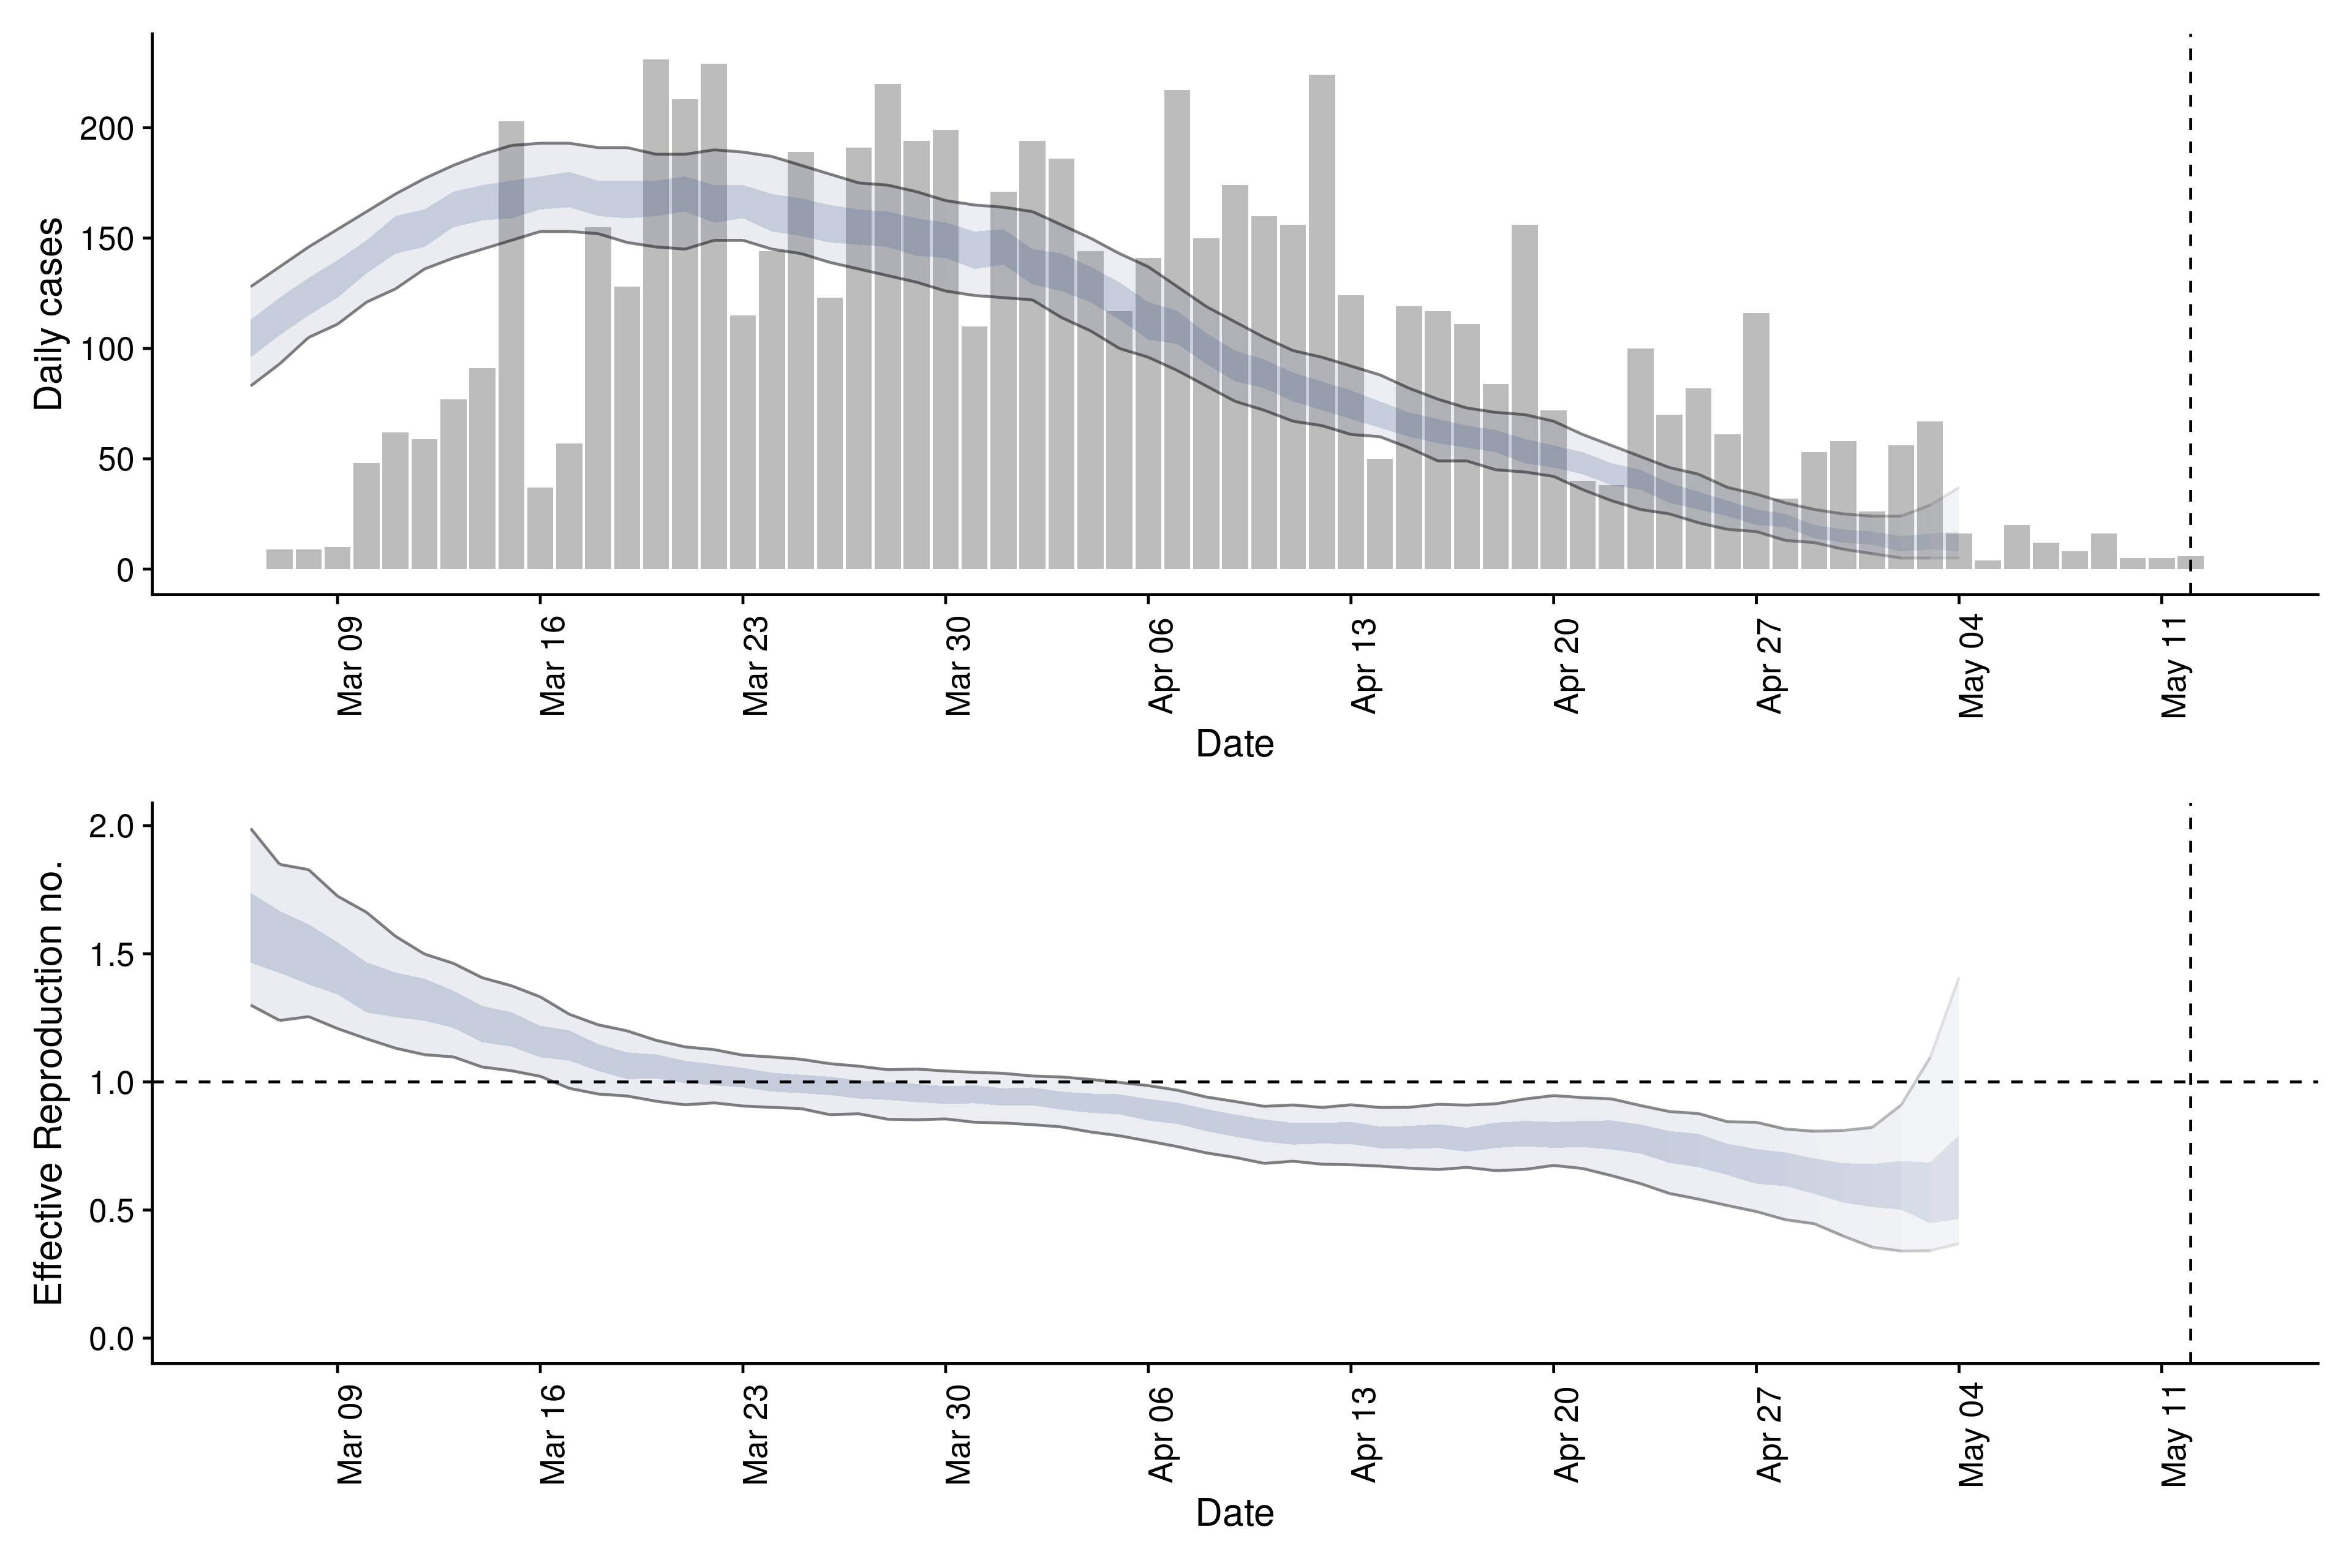 Daily cases
200
150
100
50
0
Mar 09
Mar 16
Mar 23
Mar 30
Apr 06
Apr 13
Apr 20
Apr 27
May 04
May 11
Date
Effective Reproduction no.
2.0
1.5
1.0
0.5
0.0
Mar 09
Mar 16
Mar 23
Mar 30
Apr 06
Apr 13
Apr 20
Apr 27
May 04
May 11
Date